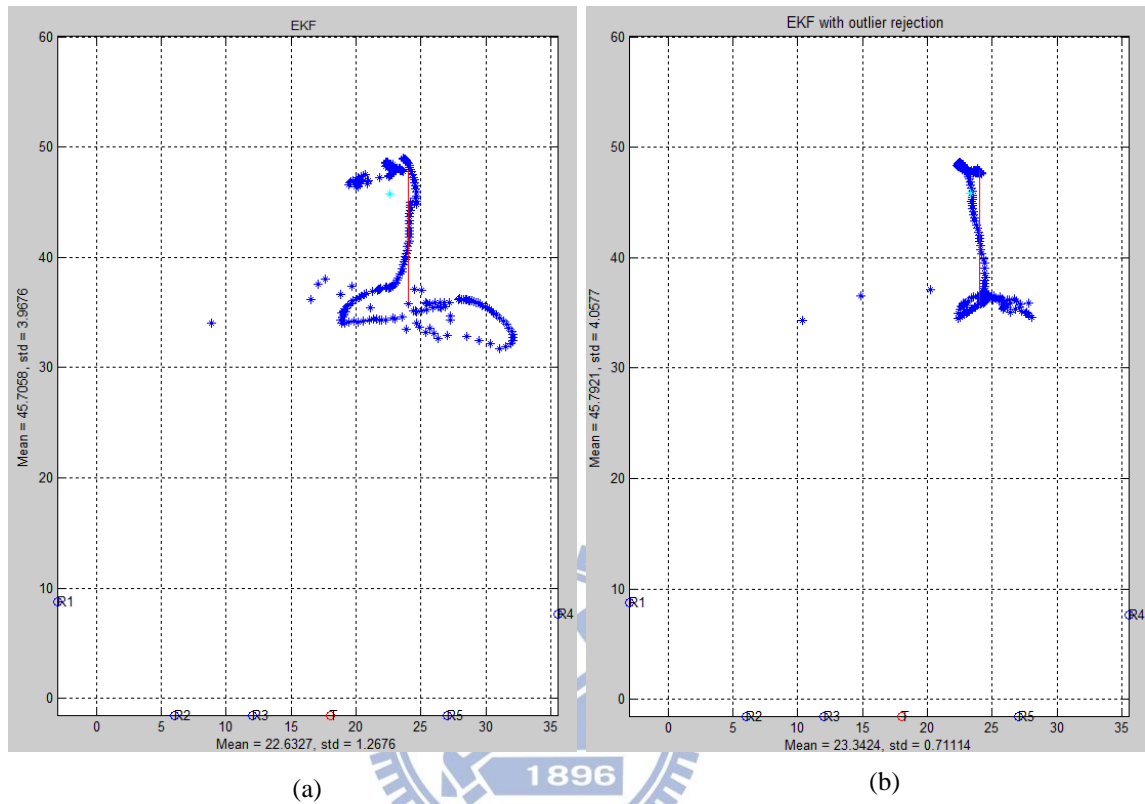 EKF
60
50
40
30
20
10
0
0
5
10
15
20
25
30
35
R1
R2
R3
T
R5
R4
Mean = 45.7058, std = 3.9676
Mean = 22.6327, std = 1.2676
(a)
EKF with outlier rejection
60
50
40
30
20
10
0
0
5
10
15
20
25
30
35
R1
R2
R3
T
R5
R4
Mean = 45.7921, std = 4.0577
Mean = 23.3424, std = 0.71114
(b)
1896